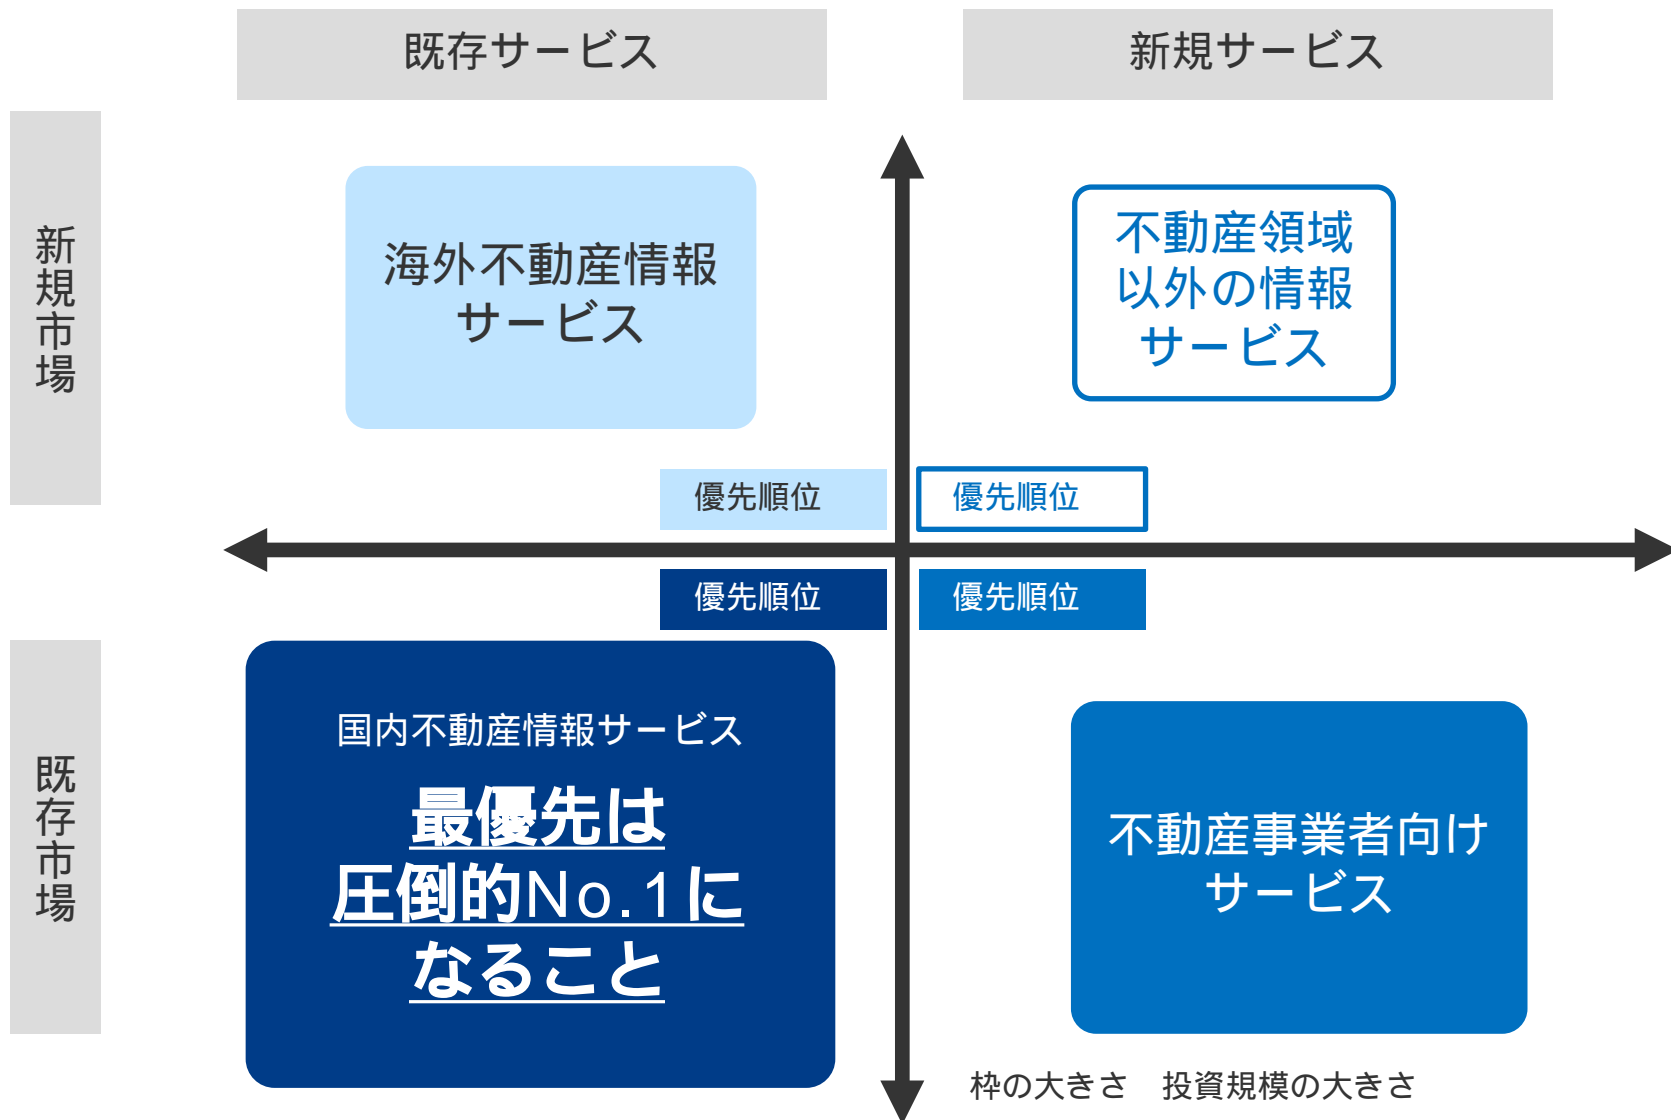 既存サービス
新規サービス
新規市場
海外不動産情報
サービス
不動産領域
以外の情報
サービス
優先順位
優先順位
優先順位
優先順位
既存市場
国内不動産情報サービス
最優先は
圧倒的No.1に
なること
不動産事業者向け
サービス
枠の大きさ　投資規模の大きさ